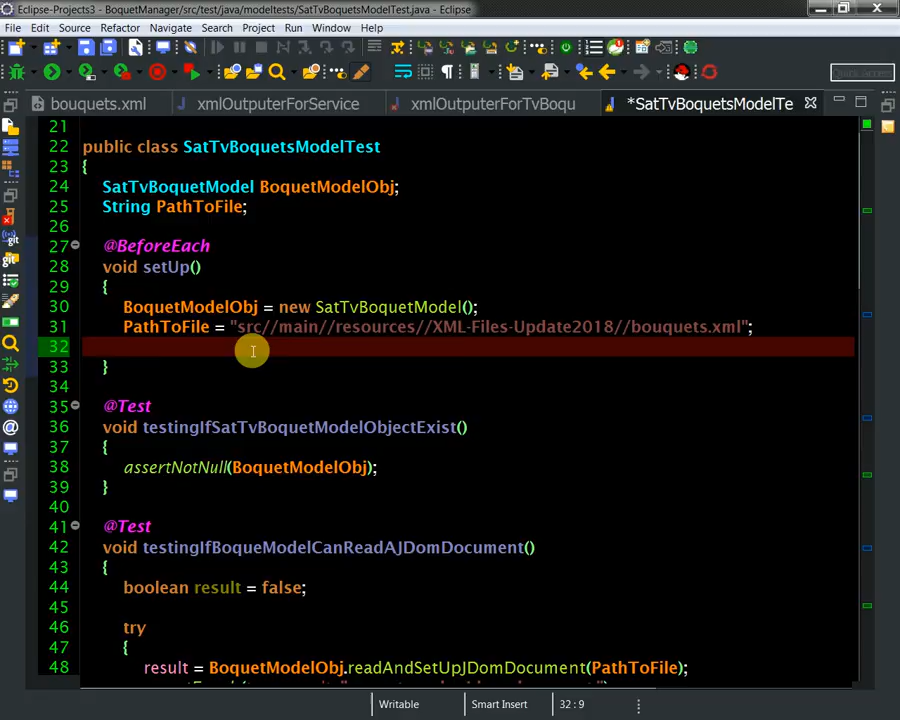 Eclipse-Projects3 - BoquetManager/src/test/java/modeltests/SatTvBoquetsModelTest.java - Eclipse
File Edit Source Refactor Navigate Search Project Run Window Help
Quick Access
bouquets.xml xmlOutputerForService xmlOutputerForTvBoqu *SatTvBoquetsModelTe
21
22 public class SatTvBoquetsModelTest
23 {
24 SatTvBoquetModel BoquetModelObj;
25 String PathToFile;
26
27 @BeforeEach
28 void setUp()
29 {
30 BoquetModelObj = new SatTvBoquetModel();
31 PathToFile = "src//main//resources//XML-Files-Update2018//bouquets.xml";
32
33 }
34
35 @Test
36 void testingIfSatTvBoquetModelObjectExist()
37 {
38 assertNotNull(BoquetModelObj);
39 }
40
41 @Test
42 void testingIfBoqueModelCanReadAJDomDocument()
43 {
44 boolean result = false;
45
46 try
47 {
48 result = BoquetModelObj.readAndSetUpJDomDocument(PathToFile);
Writable Smart Insert 32 : 9